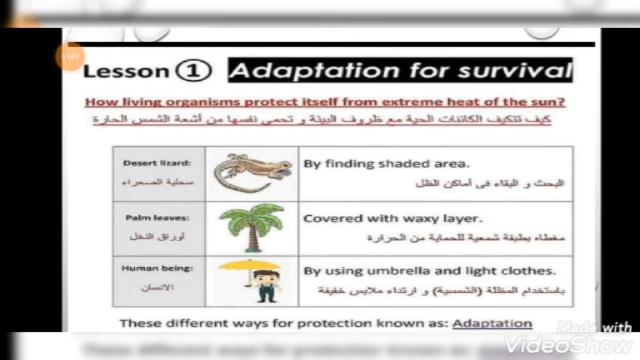 Lesson ① Adaptation for survival
How living organisms protect itself from extreme heat of the sun?
كيف تتكيف الكائنات الحية مع ظروف البيئة و تحمى نفسها من أشعة الشمس الحارة
Desert lizard:
سحلية الصحراء
By finding shaded area.
البحث و البقاء فى أماكن الظل
Palm leaves:
أوراق النخل
Covered with waxy layer.
مغطاه بطبقة شمعية للحماية من الحرارة
Human being:
الانسان
By using umbrella and light clothes.
باستخدام المظلة (الشمسية) و ارتداء ملابس خفيفة
These different ways for protection known as: Adaptation
Made with
VideoShow